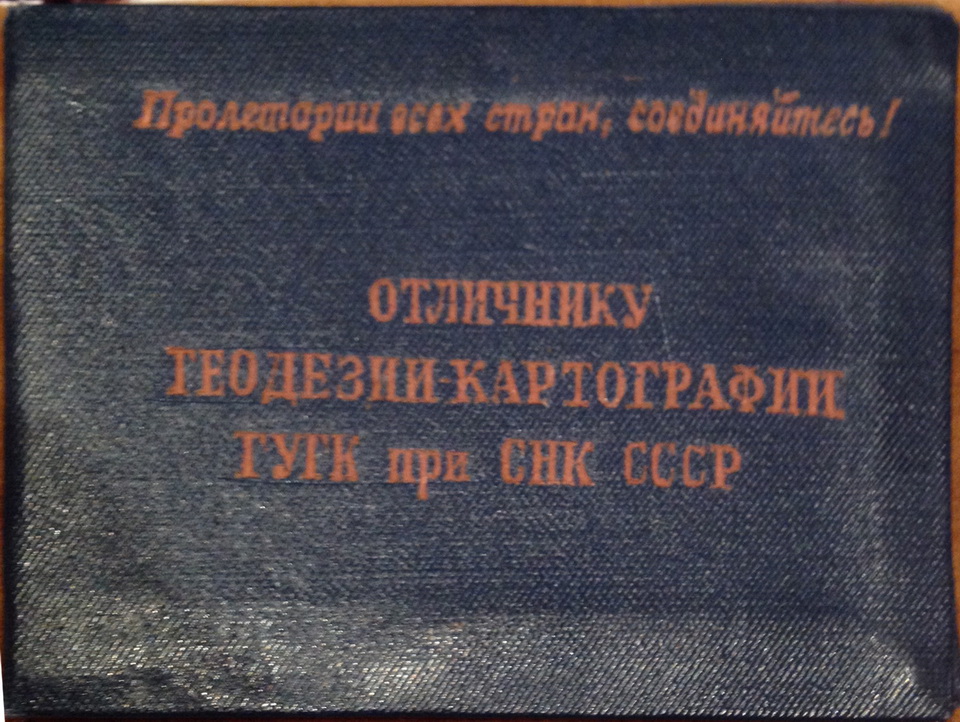 Пролетарии всех стран, соединяйтесь!
ОТЛИЧНИКУ
ГЕОДЕЗИИ-КАРТОГРАФИИ
ГУГК при СНК СССР